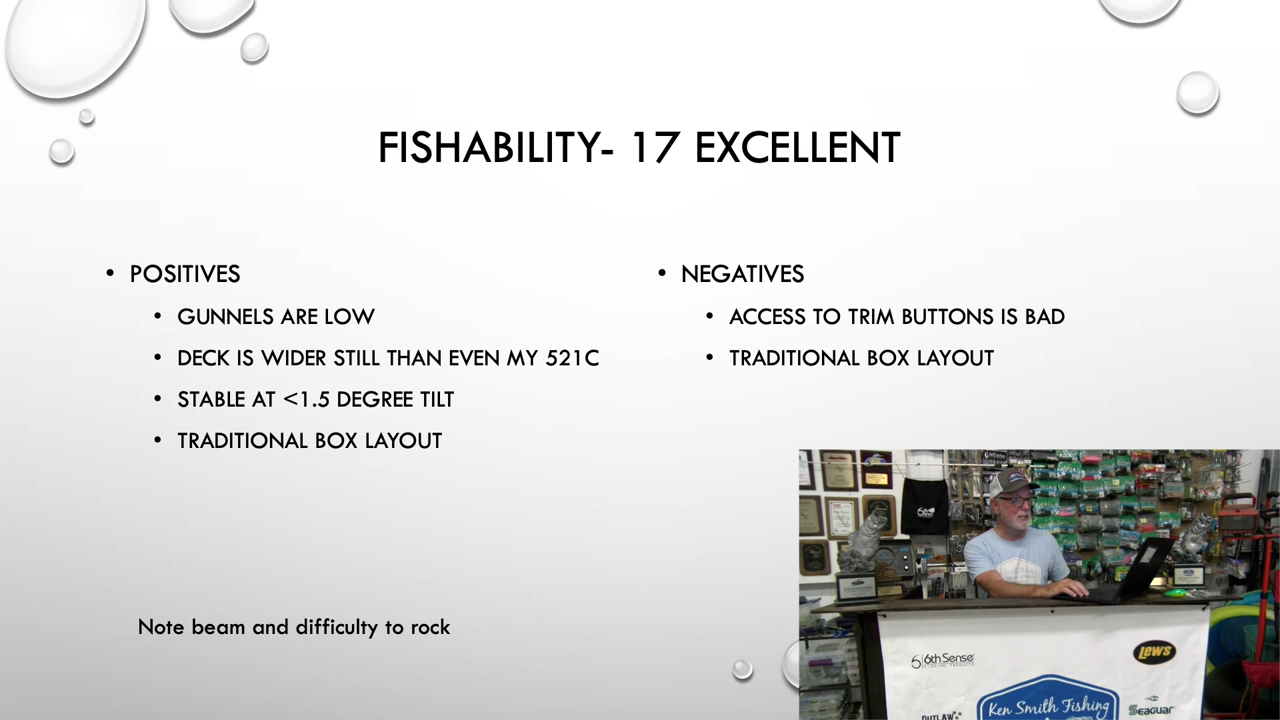 FISHABILITY- 17 EXCELLENT
• POSITIVES
• GUNNELS ARE LOW
• DECK IS WIDER STILL THAN EVEN MY 521C
• STABLE AT <1.5 DEGREE TILT
• TRADITIONAL BOX LAYOUT
• NEGATIVES
• ACCESS TO TRIM BUTTONS IS BAD
• TRADITIONAL BOX LAYOUT
Note beam and difficulty to rock
6th Sense
Lew's
Ken Smith Fishing
Seaguar
OUTLAW